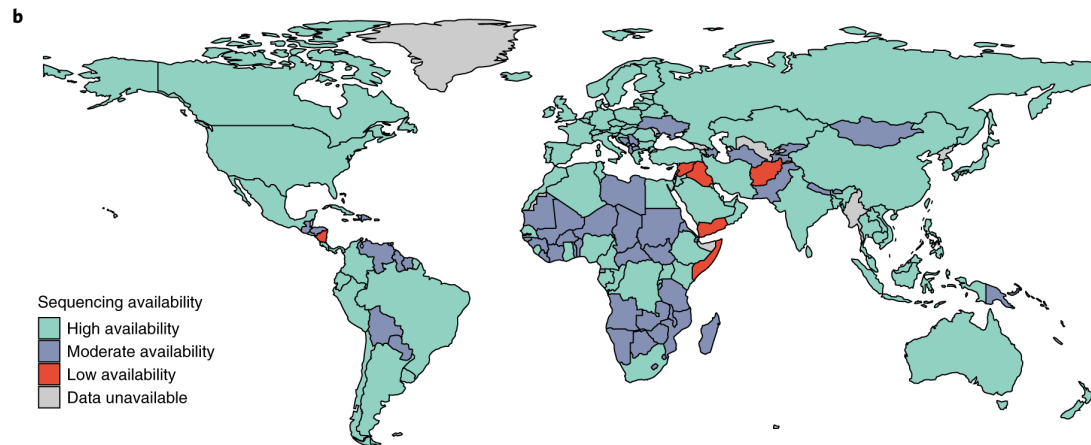 b
Sequencing availability
High availability
Moderate availability
Low availability
Data unavailable